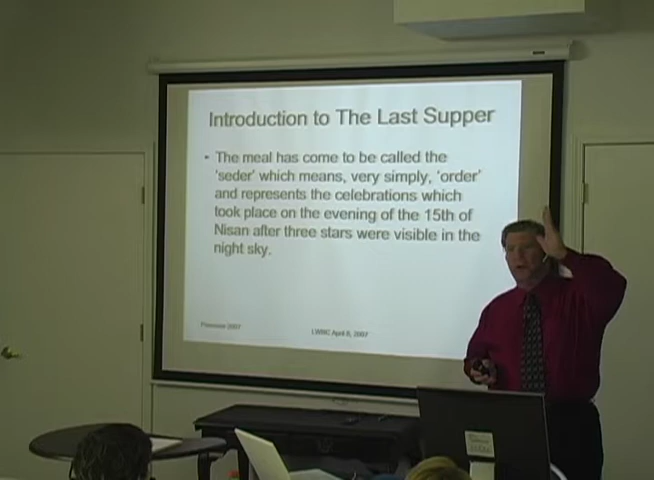 Introduction to The Last Supper
- The meal has come to be called the
'seder' which means, very simply, 'order'
and represents the celebrations which
took place on the evening of the 15th of
Nisan after three stars were visible in the
night sky.
Passover 2007
LWBC April 6, 2007